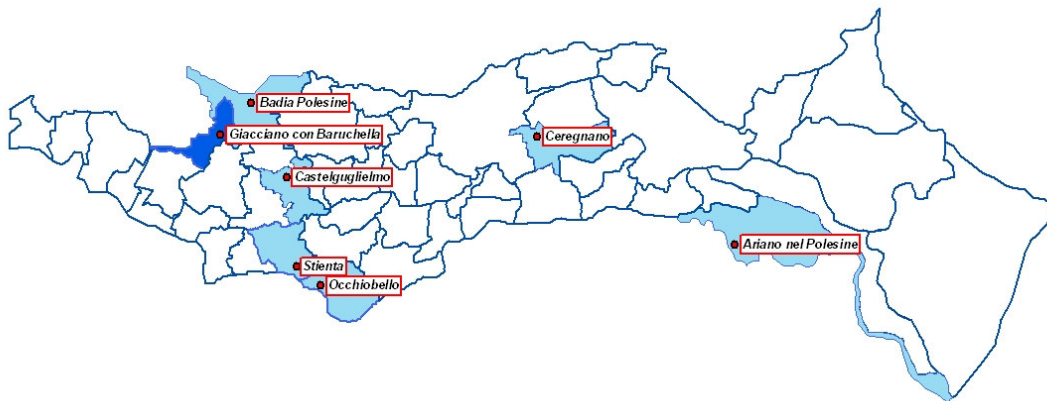 Badia Polesine
Giacciano con Baruchella
Ceregnano
Castelguglielmo
Ariano nel Polesine
Stienta
Occhiobello